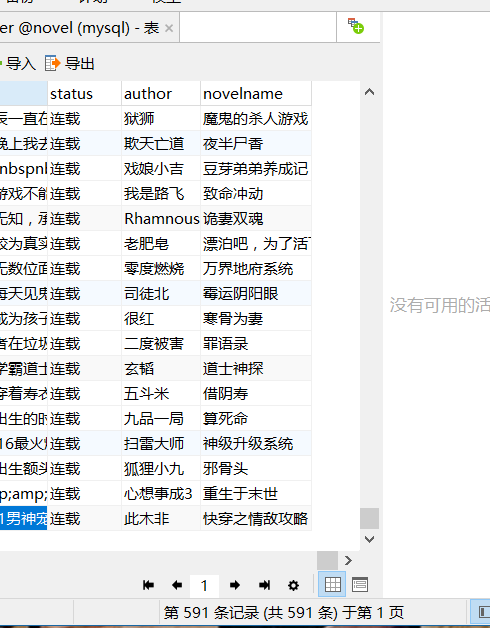 er @novel (mysql) - 表
导入 导出
status author novelname
辰一直在 连载 狱狮 魔鬼的杀人游戏
晚上我去 连载 欺天亡道 夜半尸香
nbspnl 连载 戏娘小吉 豆芽弟弟养成记
游戏不能 连载 我是路飞 致命冲动
无知，承 连载 Rhamnous 诡妻双魂
较为真实 连载 老肥皂 漂泊吧，为了活下
无数位面 连载 零度燃烧 万界地府系统
每天见鬼 连载 司徒北 霉运阴阳眼
成为孩子 连载 很红 寒骨为妻
者在垃圾 连载 二度被害 罪语录
学霸道士 连载 玄韬 道士神探
穿着寿衣 连载 五斗米 借阴寿
出生的时 连载 九品一局 算死命
16最火爆 连载 扫雷大师 神级升级系统
出生额头 连载 狐狸小九 邪骨头
p;amp; 连载 心想事成3 重生于末世
1男神宠 连载 此木非 快穿之情敌攻略
没有可用的活
1
第 591 条记录 (共 591 条) 于第 1 页